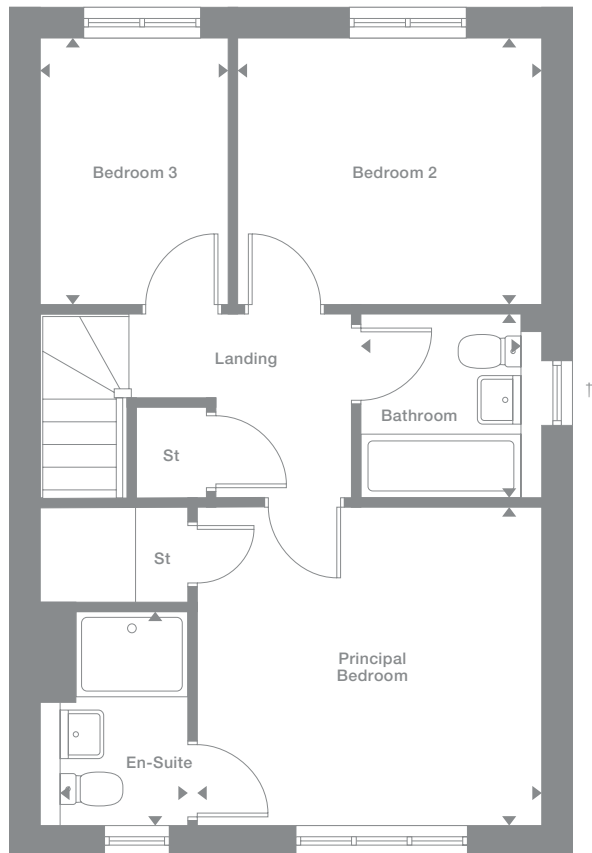 Bedroom 3
Bedroom 2
Landing
†
Bathroom
St
St
Principal
Bedroom
En-Suite